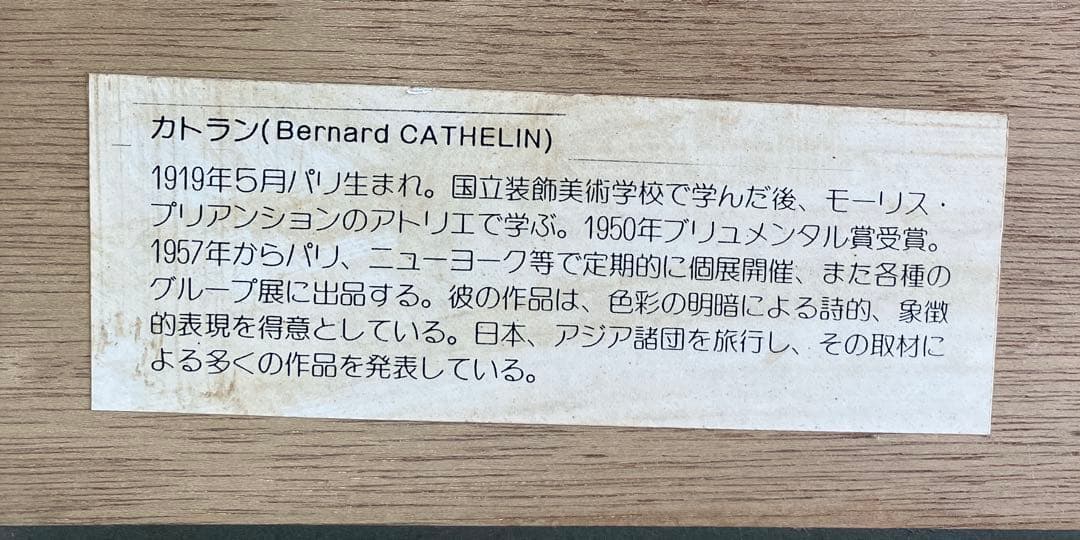 カトラン(Bernard CATHELIN)
1919年5月パリ生まれ。国立装飾美術学校で学んだ後、モーリス・
プリアンションのアトリエで学ぶ。1950年ブリュメンタル賞受賞。
1957年からパリ、ニューヨーク等で定期的に個展開催、また各種の
グループ展に出品する。彼の作品は、色彩の明暗による詩的、象徴
的表現を得意としている。日本、アジア諸団を旅行し、その取材に
よる多くの作品を発表している。